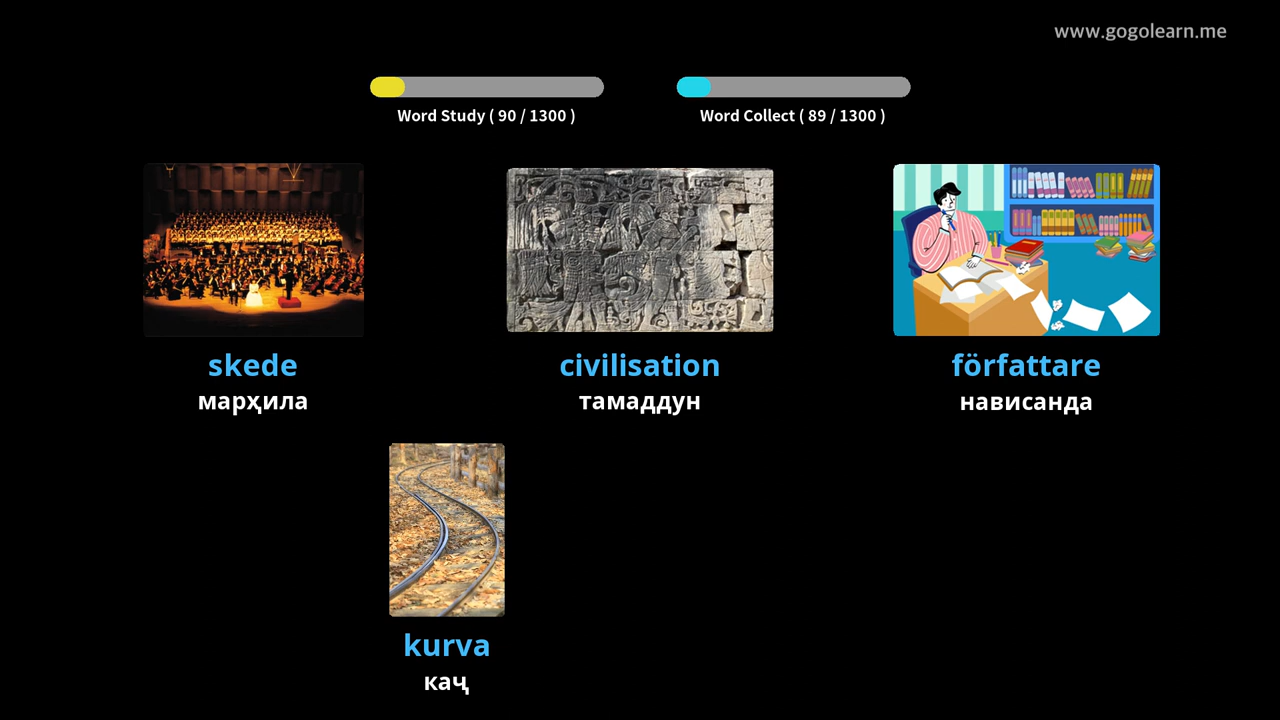 www.gogolearn.me
Word Study ( 90 / 1300 )
Word Collect ( 89 / 1300 )
skede
марҳила
civilisation
тамаддун
författare
нависанда
kurva
каҷ